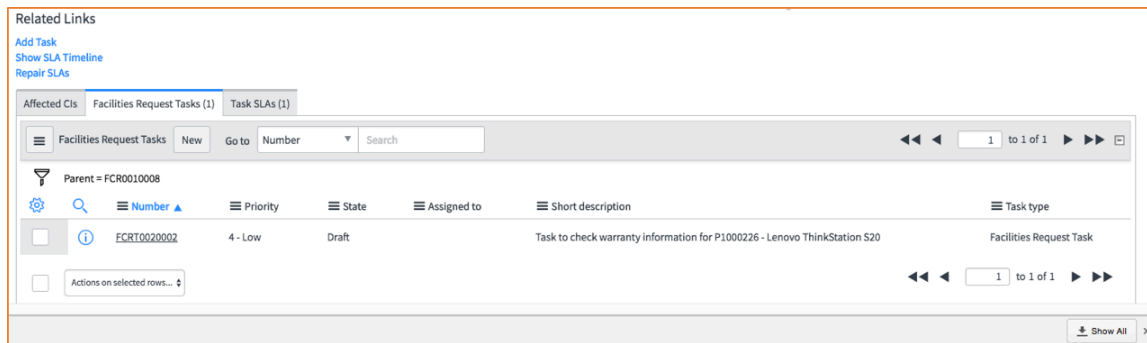 Related Links
Add Task
Show SLA Timeline
Repair SLAs
Affected CIs Facilities Request Tasks (1) Task SLAs (1)
Facilities Request Tasks New Go to Number Search 1 to 1 of 1
Parent = FCR0010008
Number Priority State Assigned to Short description Task type
FCRT0020002 4 - Low Draft Task to check warranty information for P1000226 - Lenovo ThinkStation S20 Facilities Request Task
Actions on selected rows... 1 to 1 of 1
Show All